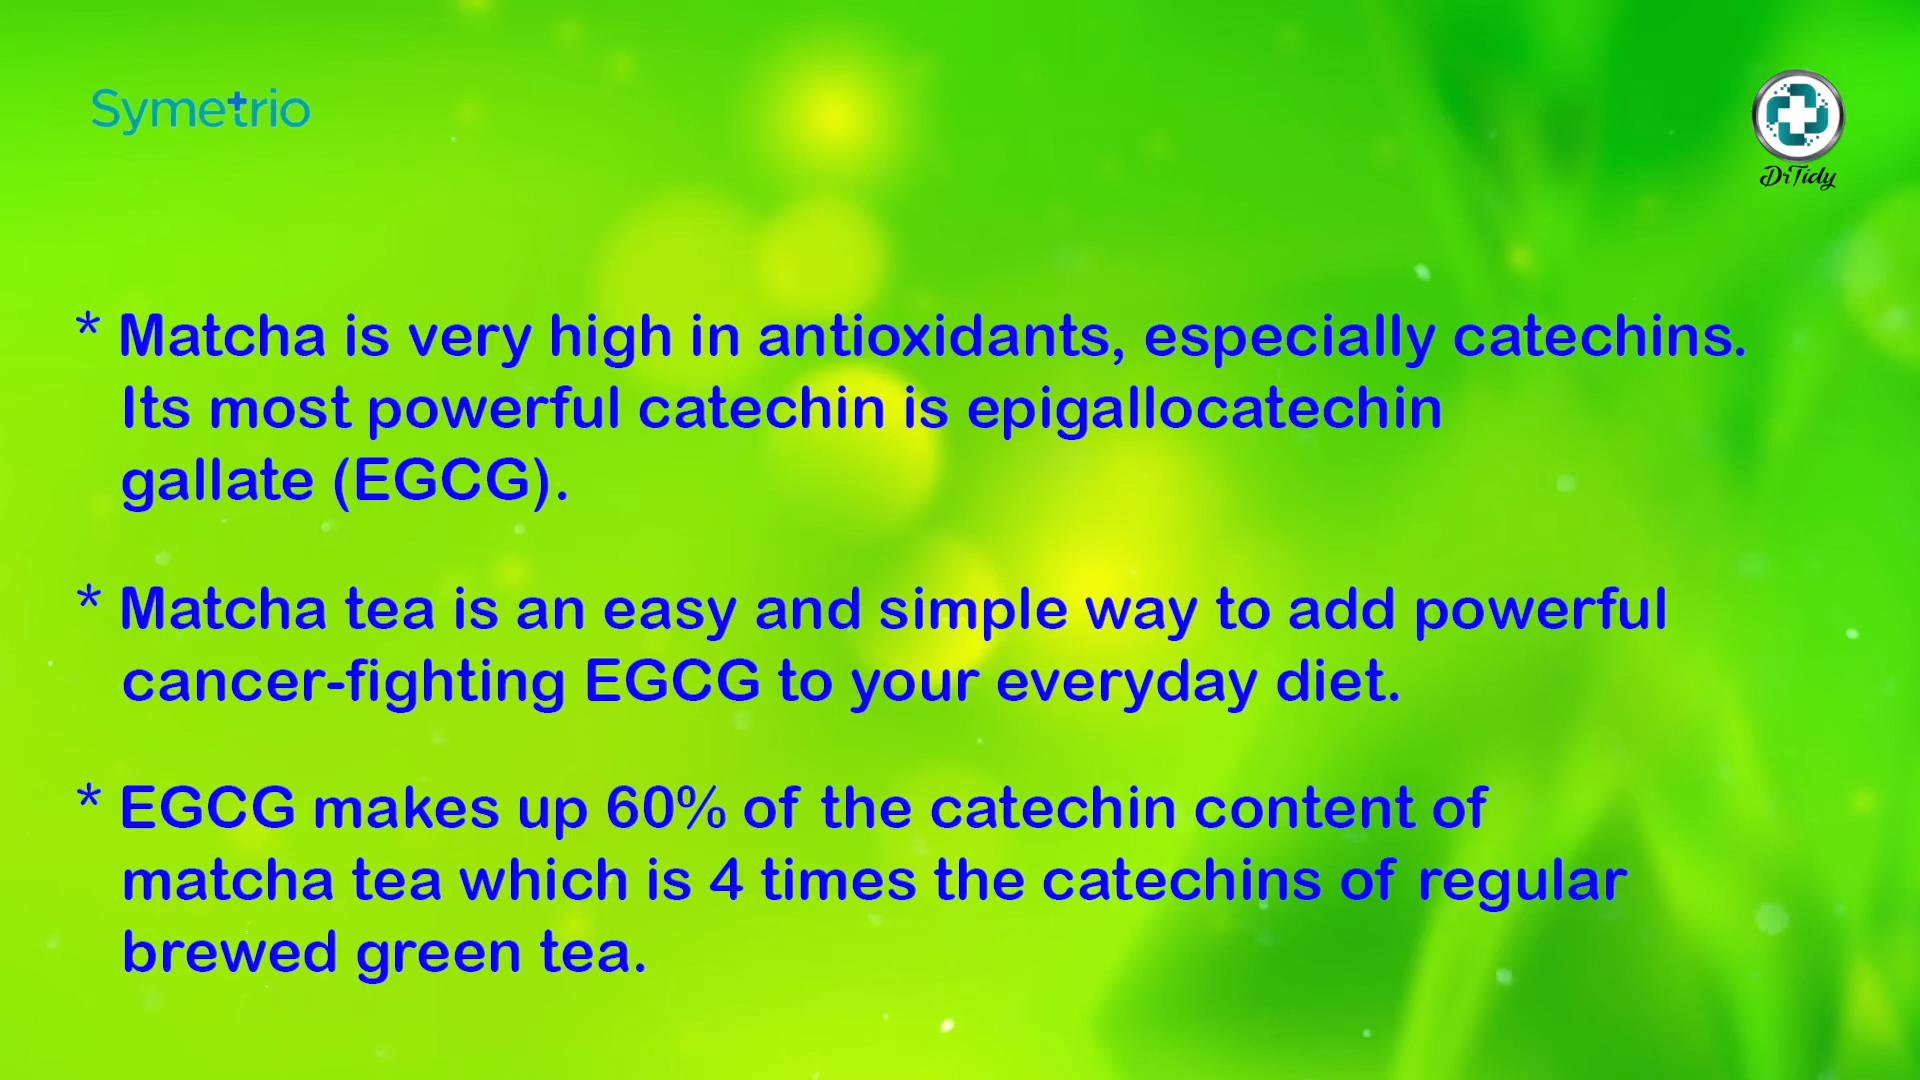 Symetrio
DrTidy
* Matcha is very high in antioxidants, especially catechins.
Its most powerful catechin is epigallocatechin
gallate (EGCG).
* Matcha tea is an easy and simple way to add powerful
cancer-fighting EGCG to your everyday diet.
* EGCG makes up 60% of the catechin content of
matcha tea which is 4 times the catechins of regular
brewed green tea.